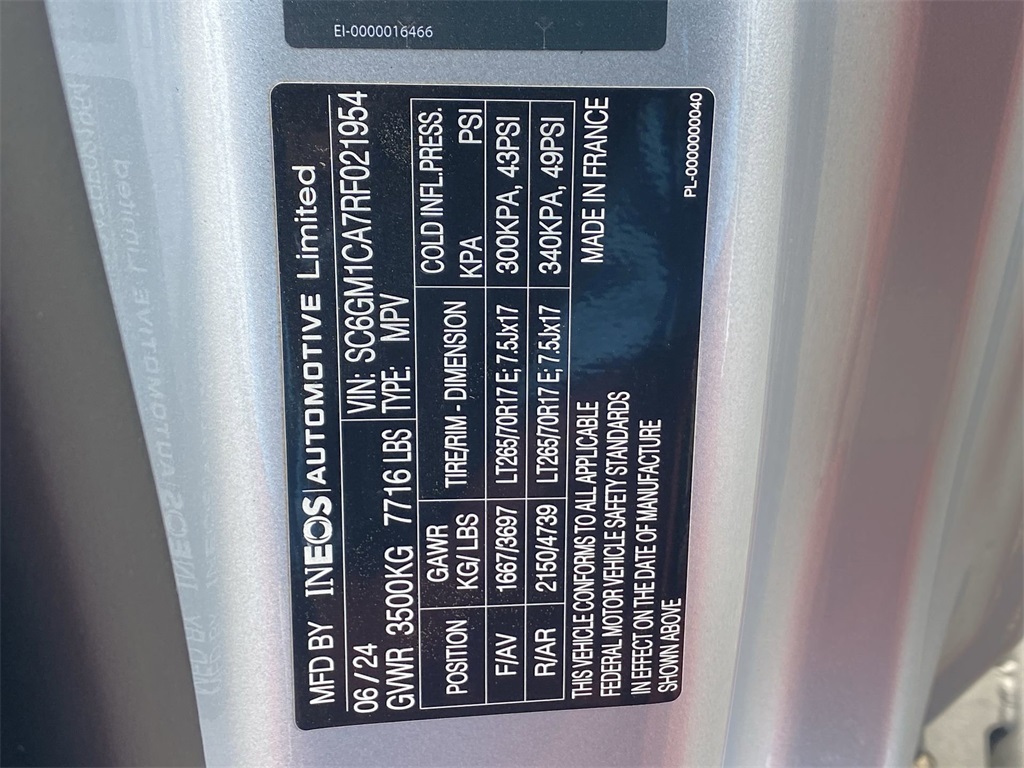 EI-0000016466
MFD BY INEOS AUTOMOTIVE Limited
06 / 24 VIN: SC6GM1CA7RF021954
GVWR 3500KG 7716 LBS TYPE: MPV
POSITION GAWR KG/ LBS TIRE/RIM - DIMENSION COLD INFL.PRESS. KPA PSI
F/AV 1667/3697 LT265/70R17 E; 7.5Jx17 300KPA, 43PSI
R/AR 2150/4739 LT265/70R17 E; 7.5Jx17 340KPA, 49PSI
THIS VEHICLE CONFORMS TO ALL APPLICABLE MADE IN FRANCE
FEDERAL MOTOR VEHICLE SAFETY STANDARDS
IN EFFECT ON THE DATE OF MANUFACTURE
SHOWN ABOVE
PL-0000000040